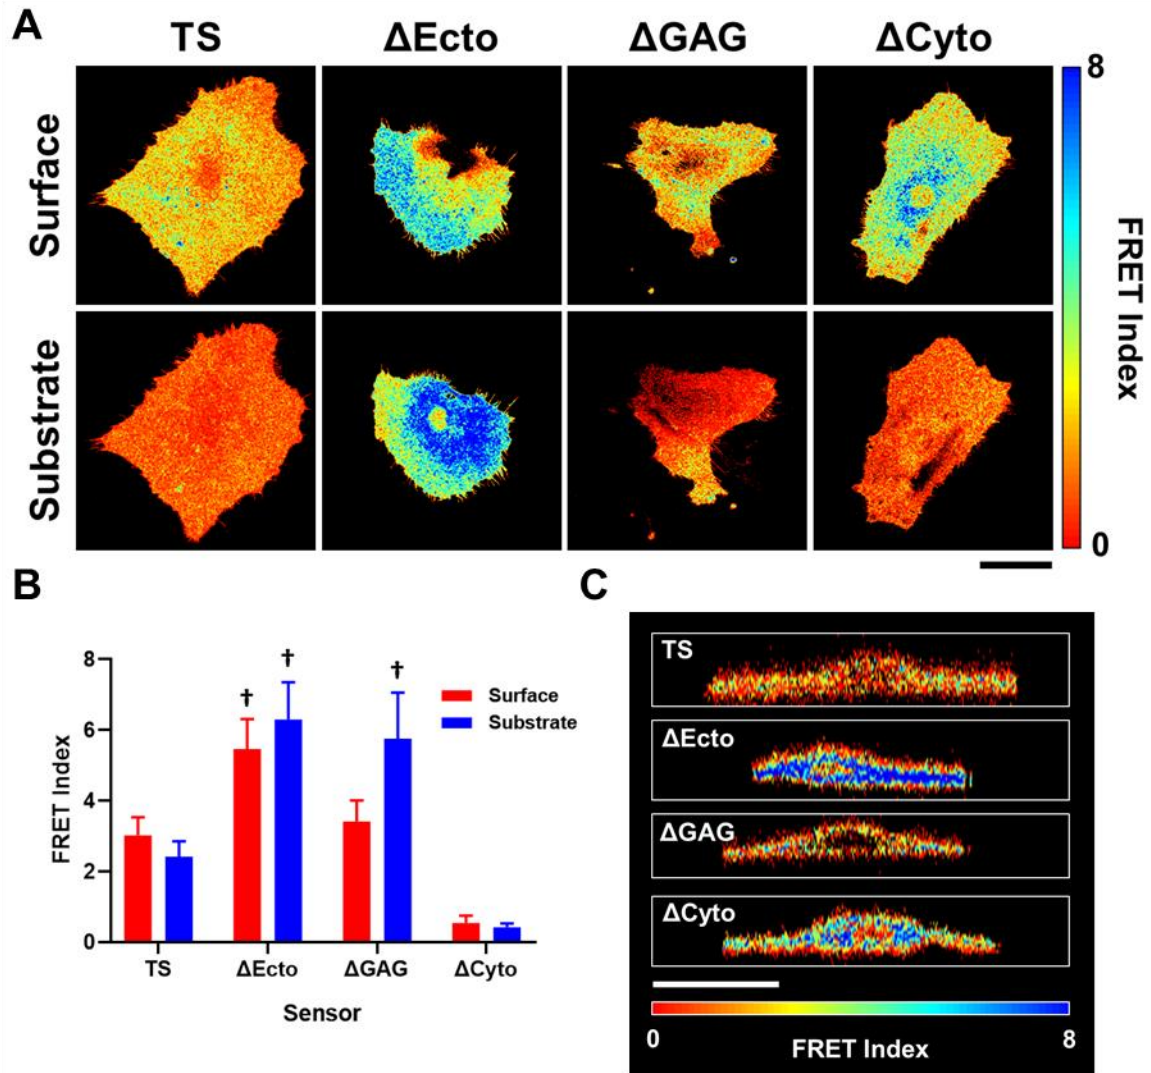 A
TS ΔEcto ΔGAG ΔCyto
Surface
Substrate
8
FRET Index
0
B
8
6
4
2
0
FRET Index
† † †
Surface
Substrate
TS ΔEcto ΔGAG ΔCyto
Sensor
C
TS
ΔEcto
ΔGAG
ΔCyto
0 8
FRET Index